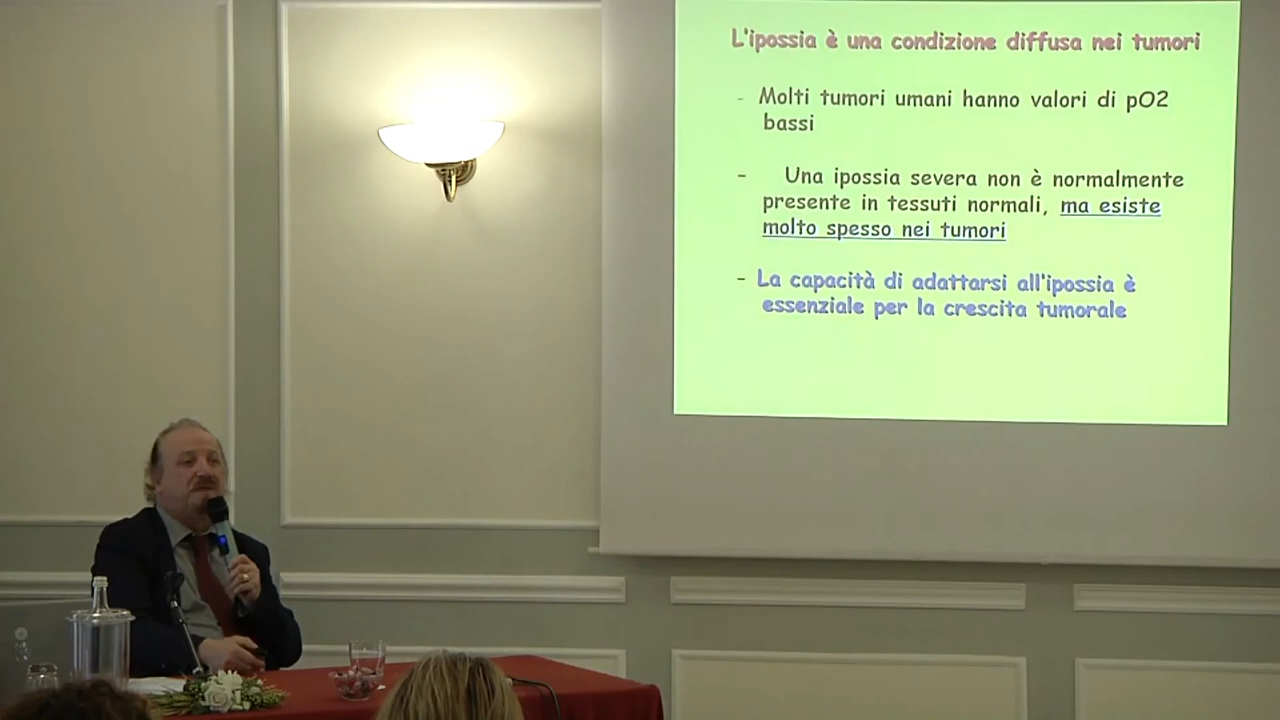 L'ipossia è una condizione diffusa nei tumori
- Molti tumori umani hanno valori di pO2
bassi
- Una ipossia severa non è normalmente
presente in tessuti normali, ma esiste
molto spesso nei tumori
- La capacità di adattarsi all'ipossia è
essenziale per la crescita tumorale